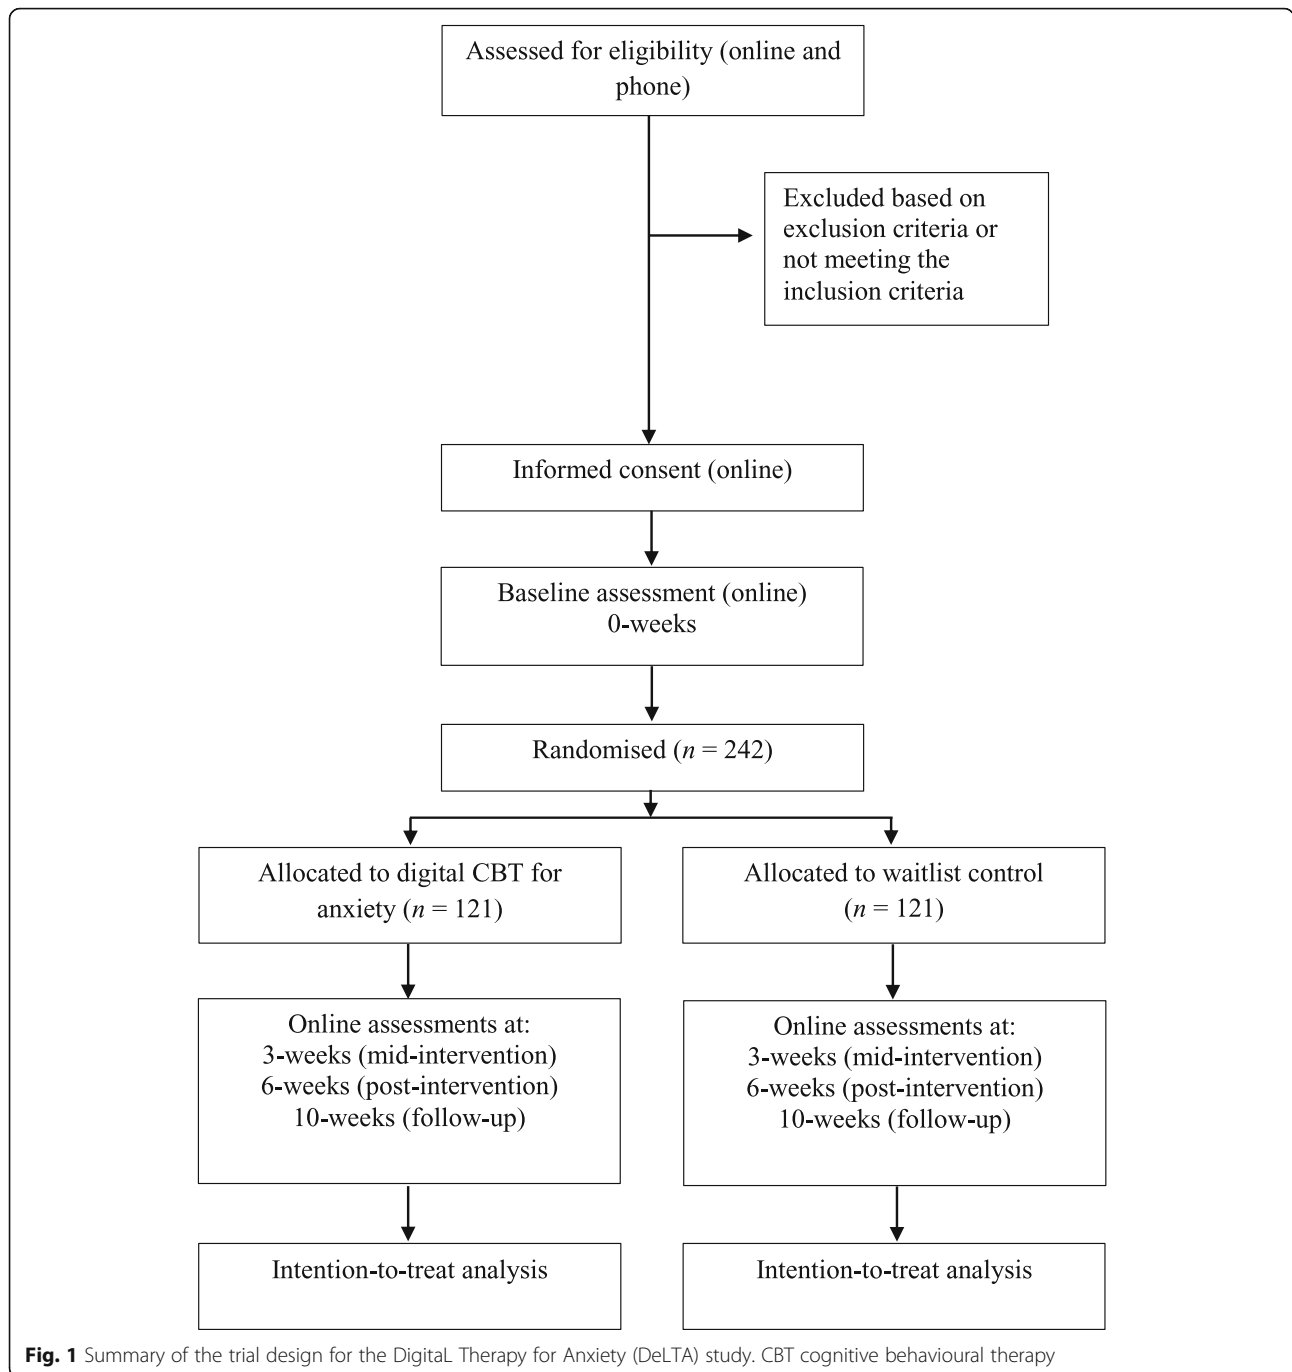 Assessed for eligibility (online and
phone)
Excluded based on
exclusion criteria or
not meeting the
inclusion criteria
Informed consent (online)
Baseline assessment (online)
0-weeks
Randomised (n = 242)
Allocated to digital CBT for
anxiety (n = 121)
Allocated to waitlist control
(n = 121)
Online assessments at:
3-weeks (mid-intervention)
6-weeks (post-intervention)
10-weeks (follow-up)
Online assessments at:
3-weeks (mid-intervention)
6-weeks (post-intervention)
10-weeks (follow-up)
Intention-to-treat analysis
Intention-to-treat analysis
Fig. 1 Summary of the trial design for the DigitaL Therapy for Anxiety (DeLTA) study. CBT cognitive behavioural therapy